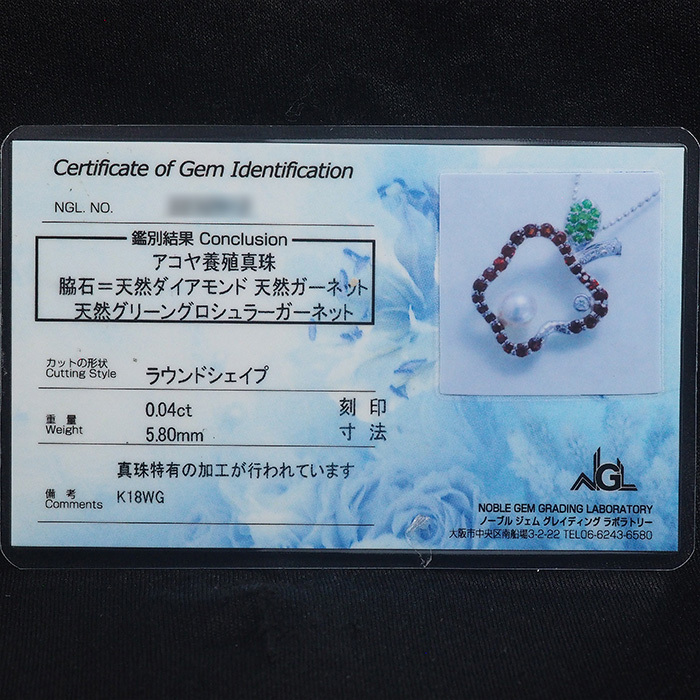 Certificate of Gem Identification
NGL. NO.
鑑別結果 Conclusion
アコヤ養殖真珠
脇石＝天然ダイアモンド 天然ガーネット
天然グリーングロシュラーガーネット
カットの形状
Cutting Style
ラウンドシェイプ
重量
Weight
0.04ct 刻印
5.80mm 寸法
真珠特有の加工が行われています
備考
Comments
K18WG
NGL
NOBLE GEM GRADING LABORATORY
ノーブル ジェム グレイディング ラボラトリー
大阪市中央区南船場3-2-22 TEL06-6243-6580